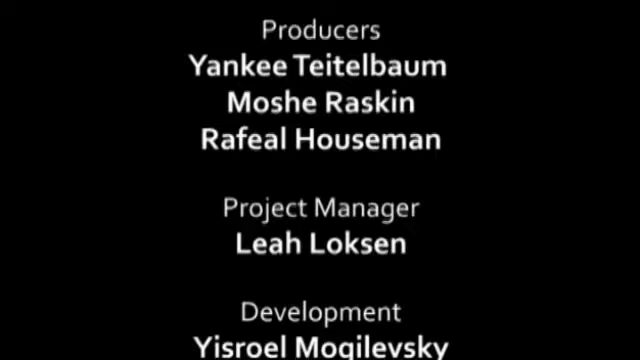 Producers
Yankee Teitelbaum
Moshe Raskin
Rafeal Houseman
Project Manager
Leah Loksen
Development
Yisroel Mogilevsky